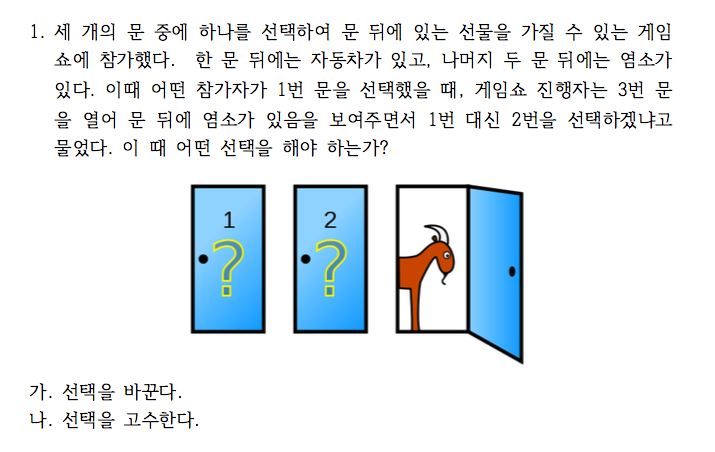 1. 세 개의 문 중에 하나를 선택하여 문 뒤에 있는 선물을 가질 수 있는 게임
쇼에 참가했다. 한 문 뒤에는 자동차가 있고, 나머지 두 문 뒤에는 염소가
있다. 이때 어떤 참가자가 1번 문을 선택했을 때, 게임쇼 진행자는 3번 문
을 열어 문 뒤에 염소가 있음을 보여주면서 1번 대신 2번을 선택하겠냐고
물었다. 이 때 어떤 선택을 해야 하는가?
1 2
? ?
가. 선택을 바꾼다.
나. 선택을 고수한다.